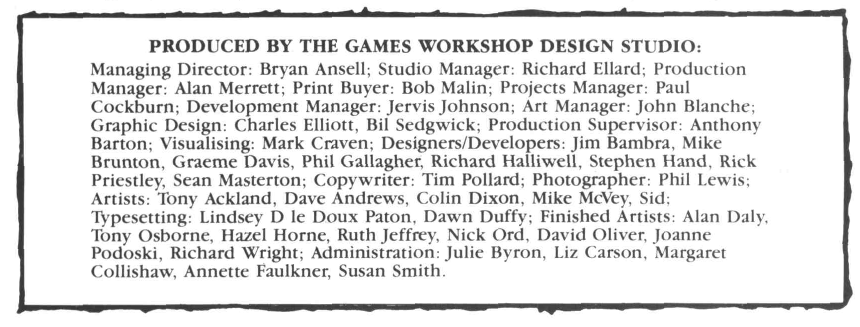 PRODUCED BY THE GAMES WORKSHOP DESIGN STUDIO:
Managing Director: Bryan Ansell; Studio Manager: Richard Ellard; Production
Manager: Alan Merrett; Print Buyer: Bob Malin; Projects Manager: Paul
Cockburn; Development Manager: Jervis Johnson; Art Manager: John Blanche;
Graphic Design: Charles Elliott, Bil Sedgwick; Production Supervisor: Anthony
Barton; Visualising: Mark Craven; Designers/Developers: Jim Bambra, Mike
Brunton, Graeme Davis, Phil Gallagher, Richard Halliwell, Stephen Hand, Rick
Priestley, Sean Masterton; Copywriter: Tim Pollard; Photographer: Phil Lewis;
Artists: Tony Ackland, Dave Andrews, Colin Dixon, Mike McVey, Sid;
Typesetting: Lindsey D le Doux Paton, Dawn Duffy; Finished Artists: Alan Daly,
Tony Osborne, Hazel Horne, Ruth Jeffrey, Nick Ord, David Oliver, Joanne
Podoski, Richard Wright; Administration: Julie Byron, Liz Carson, Margaret
Collishaw, Annette Faulkner, Susan Smith.